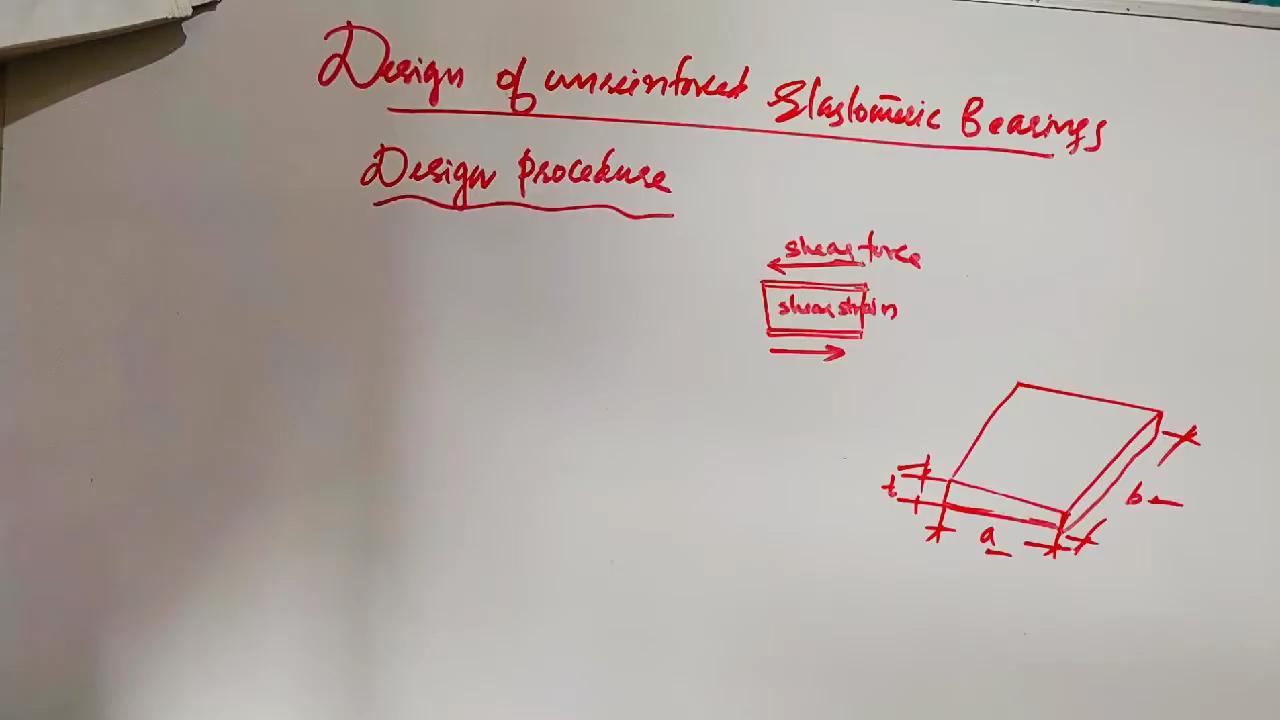 Design of unreinforced Elastomeric Bearings
Design procedure
shear force
shear strain
t
a
b